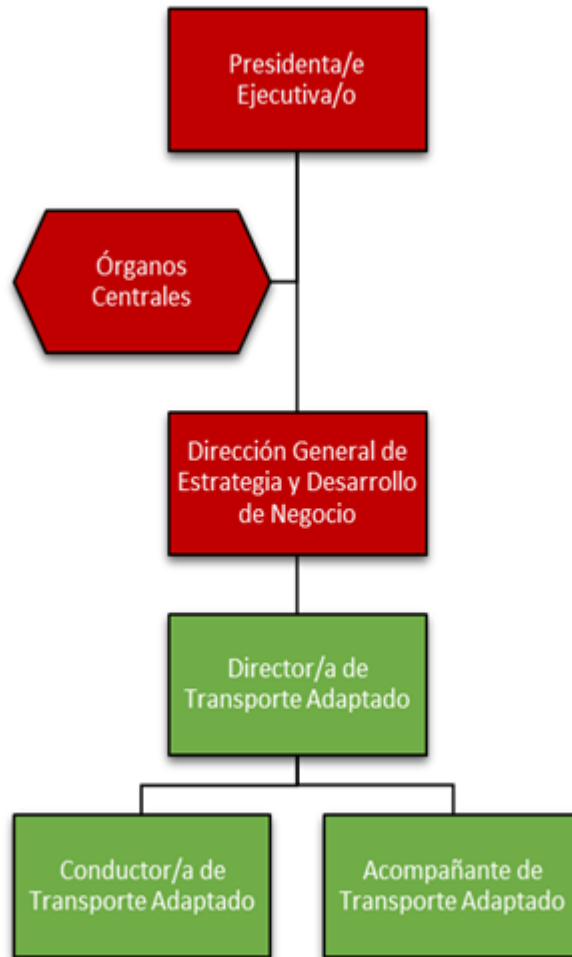 Presidenta/e
Ejecutiva/o
Órganos
Centrales
Dirección General de
Estrategia y Desarrollo
de Negocio
Director/a de
Transporte Adaptado
Conductor/a de
Transporte Adaptado
Acompañante de
Transporte Adaptado